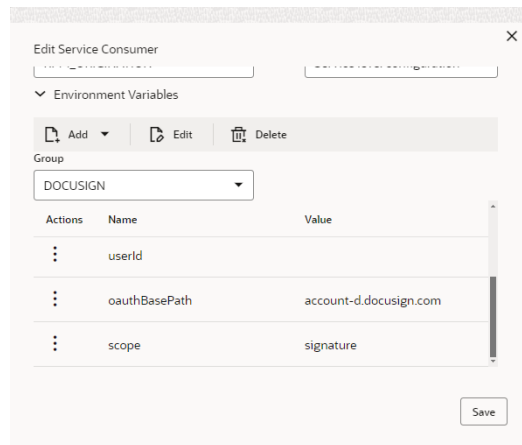 Edit Service Consumer
Environment Variables
Add Edit Delete
Group
DOCUSIGN
Actions Name Value
userId
oauthBasePath account-d.docusign.com
scope signature
Save